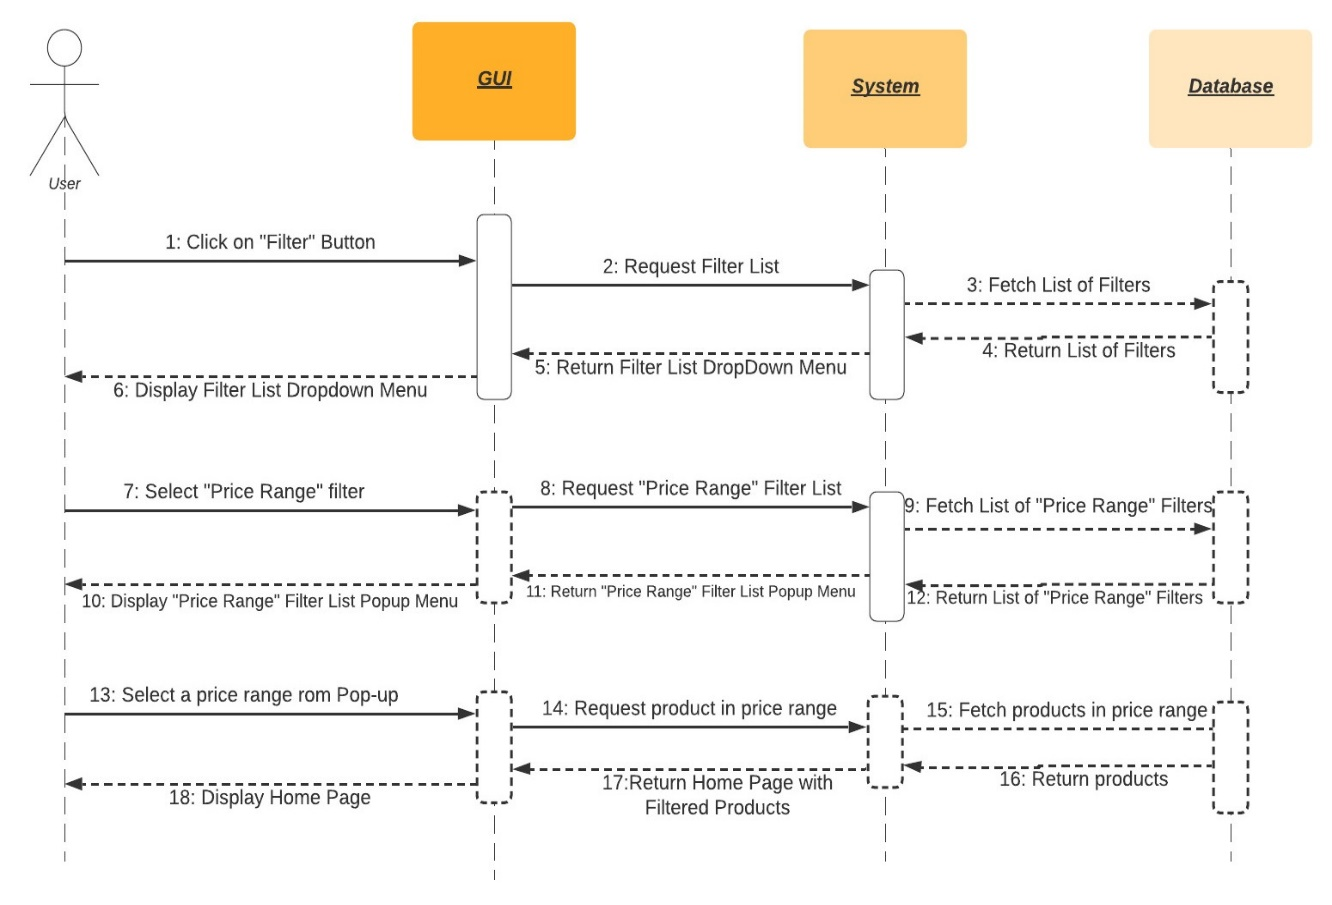 GUI
System
Database
User
1: Click on "Filter" Button
2: Request Filter List
3: Fetch List of Filters
4: Return List of Filters
5: Return Filter List DropDown Menu
6: Display Filter List Dropdown Menu
7: Select "Price Range" filter
8: Request "Price Range" Filter List
9: Fetch List of "Price Range" Filters
10: Display "Price Range" Filter List Popup Menu
11: Return "Price Range" Filter List Popup Menu
12: Return List of "Price Range" Filters
13: Select a price range rom Pop-up
14: Request product in price range
15: Fetch products in price range
16: Return products
17:Return Home Page with
Filtered Products
18: Display Home Page